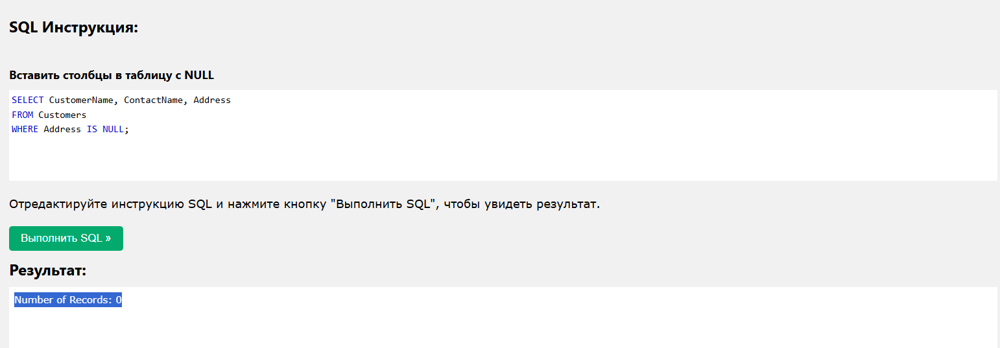 SQL Инструкция:
Вставить столбцы в таблицу с NULL
SELECT CustomerName, ContactName, Address
FROM Customers
WHERE Address IS NULL;
Отредактируйте инструкцию SQL и нажмите кнопку "Выполнить SQL", чтобы увидеть результат.
Выполнить SQL »
Результат:
Number of Records: 0